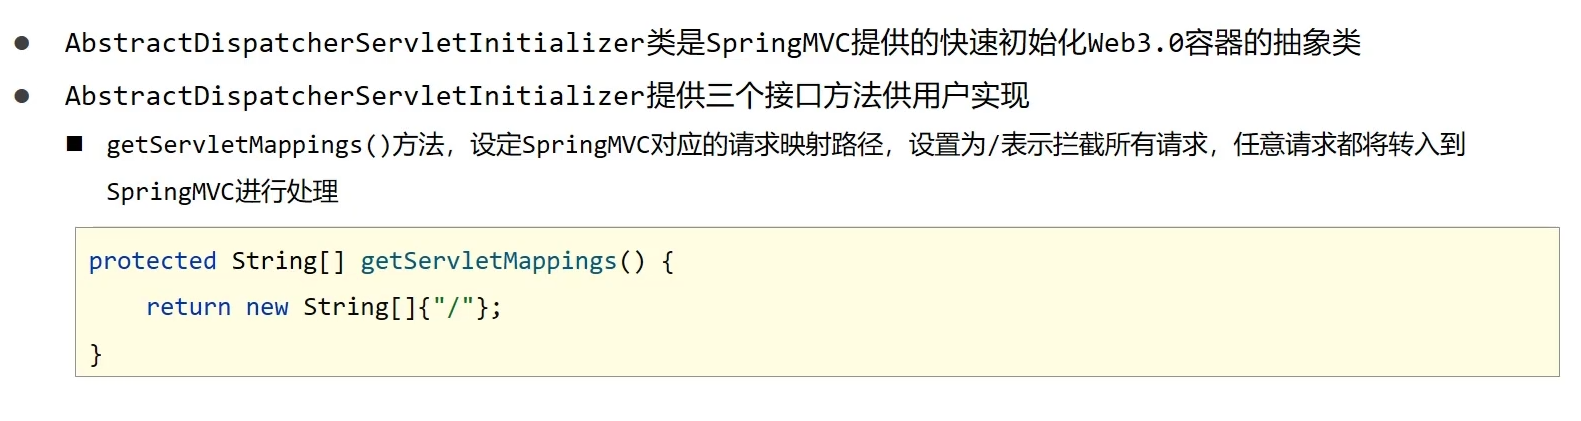 ● AbstractDispatcherServletInitializer类是SpringMVC提供的快速初始化Web3.0容器的抽象类
● AbstractDispatcherServletInitializer提供三个接口方法供用户实现
■ getServletMappings()方法，设定SpringMVC对应的请求映射路径，设置为/表示拦截所有请求，任意请求都将转入到
SpringMVC进行处理
protected String[] getServletMappings() {
    return new String[]{"/"};
}